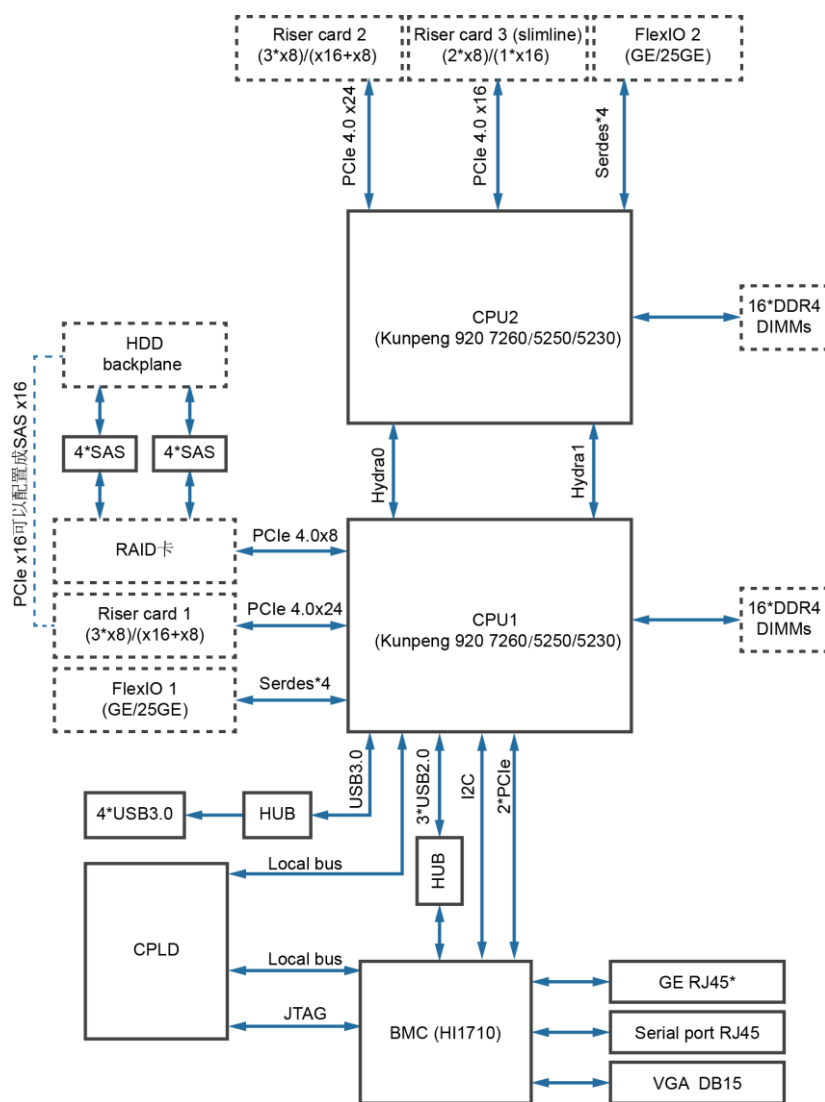 Riser card 2
(3*x8)/(x16+x8)
Riser card 3 (slimline)
(2*x8)/(1*x16)
FlexIO 2
(GE/25GE)
PCIe 4.0 x24
PCIe 4.0 x16
Serdes*4
CPU2
(Kunpeng 920 7260/5250/5230)
16*DDR4
DIMMs
HDD
backplane
PCIe x16可以配置成SAS x16
4*SAS
4*SAS
Hydra0
Hydra1
RAID卡
PCIe 4.0x8
Riser card 1
(3*x8)/(x16+x8)
PCIe 4.0x24
CPU1
(Kunpeng 920 7260/5250/5230)
16*DDR4
DIMMs
FlexIO 1
(GE/25GE)
Serdes*4
USB3.0
3*USB2.0
I2C
2*PCIe
4*USB3.0
HUB
Local bus
HUB
CPLD
Local bus
JTAG
BMC (HI1710)
GE RJ45*
Serial port RJ45
VGA DB15